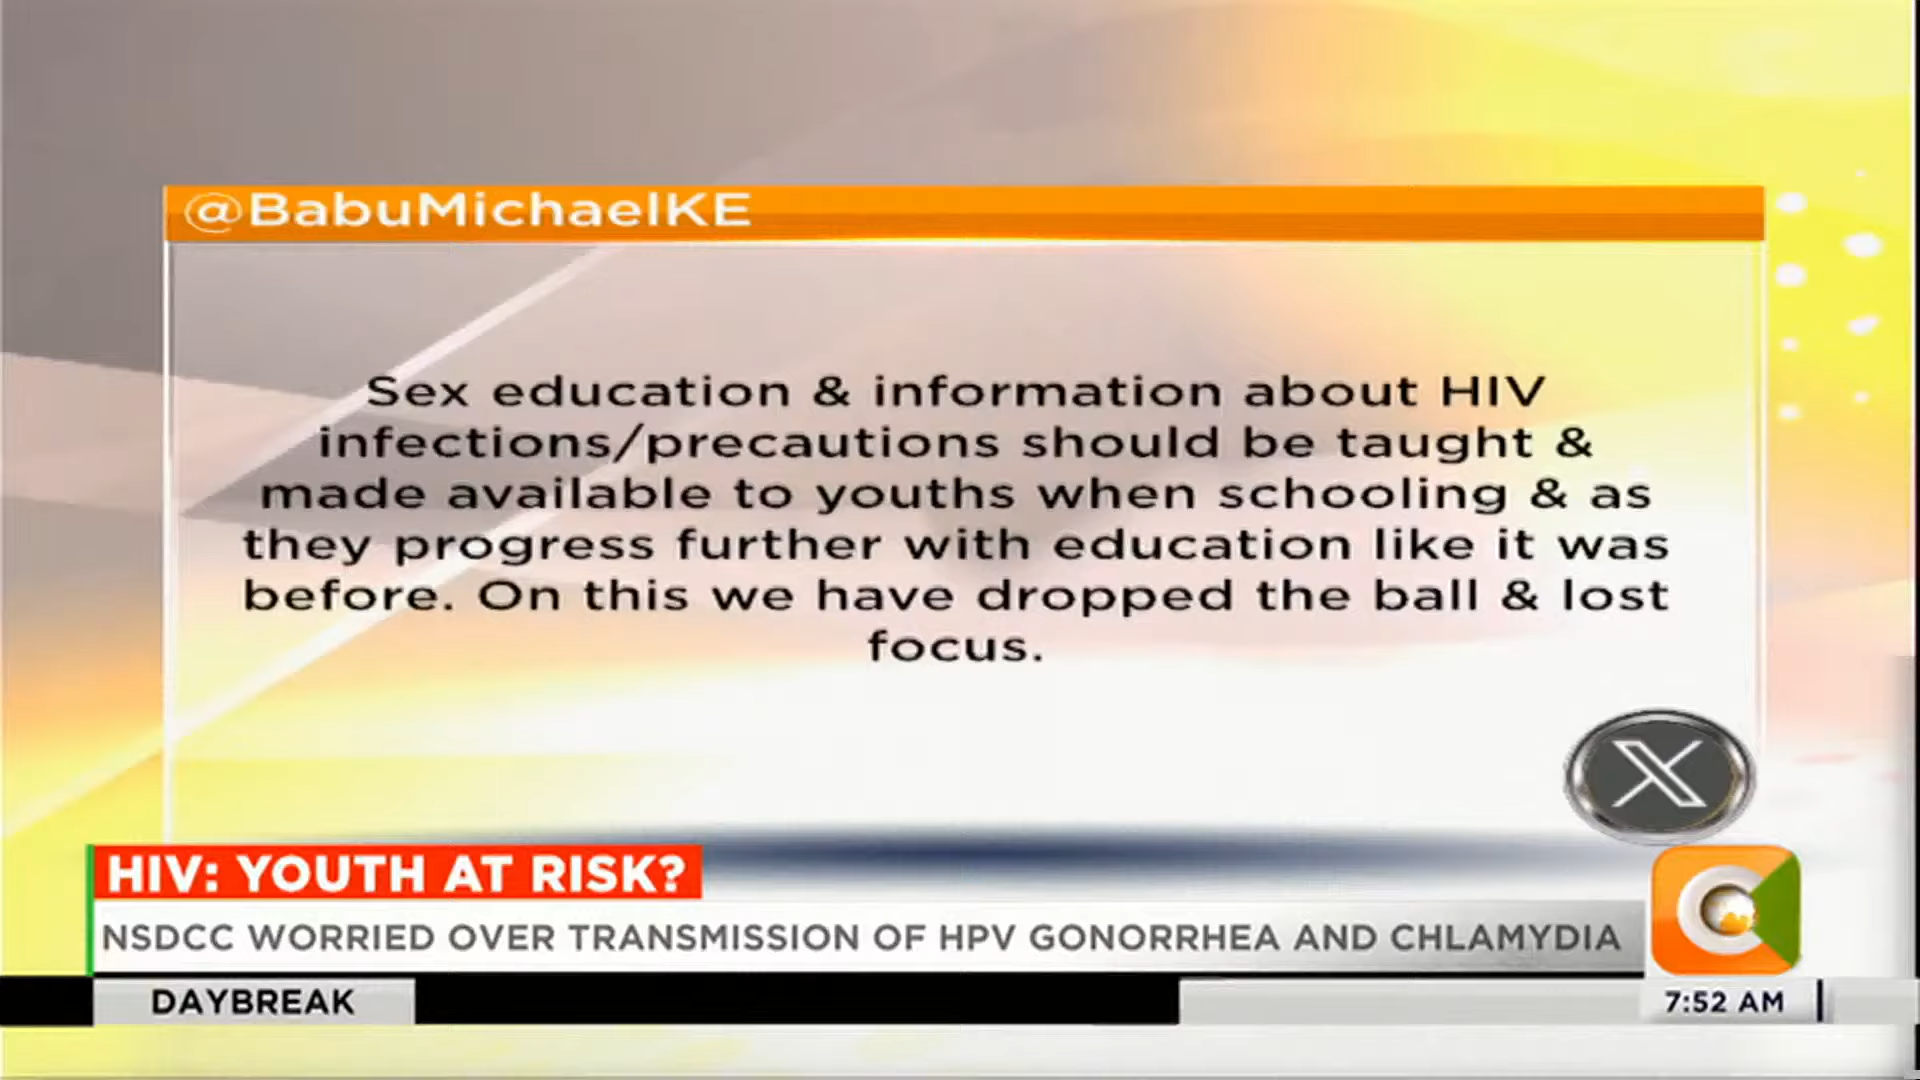 @BabuMichaelKE
Sex education & information about HIV
infections/precautions should be taught &
made available to youths when schooling & as
they progress further with education like it was
before. On this we have dropped the ball & lost
focus.
X
HIV: YOUTH AT RISK?
NSDCC WORRIED OVER TRANSMISSION OF HPV GONORRHEA AND CHLAMYDIA
DAYBREAK
7:52 AM